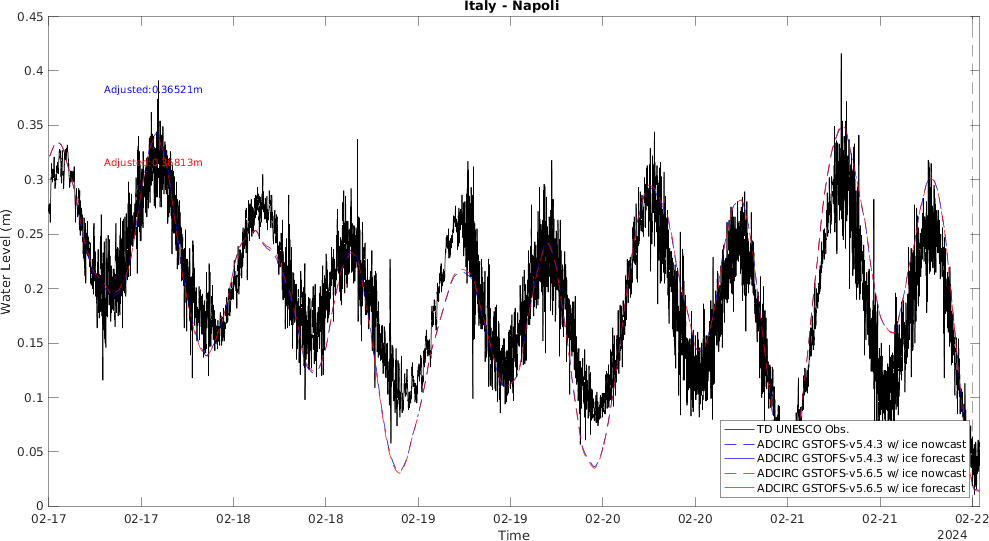 Italy - Napoli
0.45
0.4
0.35
0.3
0.25
0.2
0.15
0.1
0.05
0
Water Level (m)
Adjusted:0.36521m
TD UNESCO Obs.
ADCIRC GSTOFS-v5.4.3 w/ ice nowcast
ADCIRC GSTOFS-v5.4.3 w/ ice forecast
ADCIRC GSTOFS-v5.6.5 w/ ice nowcast
ADCIRC GSTOFS-v5.6.5 w/ ice forecast
02-17 02-17 02-18 02-18 02-19 02-19 02-20 02-20 02-21 02-21 02-22
Time
2024